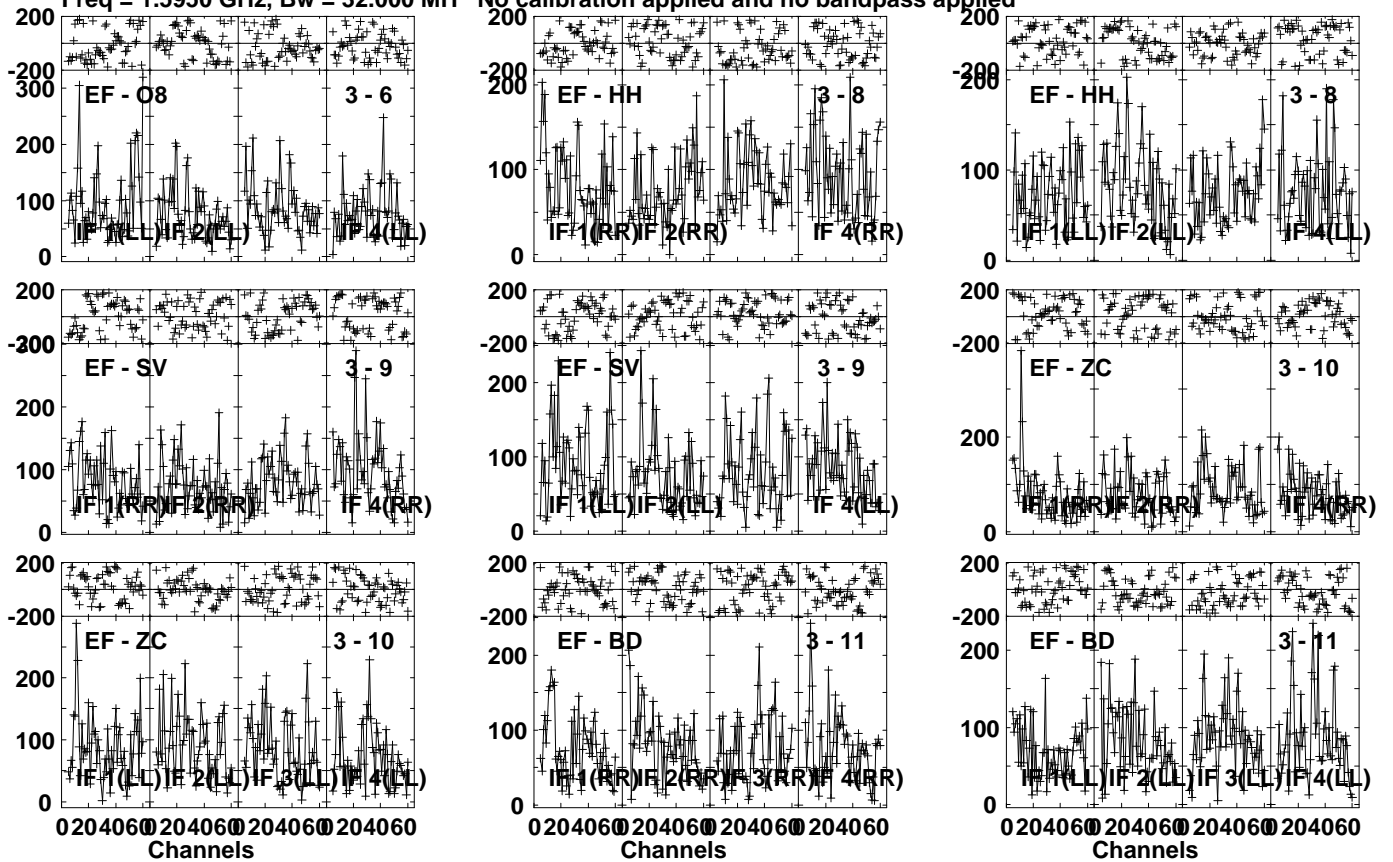 Freq = 1.5950 GHz, Bw = 32.000 MH No calibration applied and no bandpass applied
200 200 200
-200 -200 -200
300 200 200
EF - O8 3 - 6 EF - HH 3 - 8 EF - HH 3 - 8
200
100 100 100
IF 1(LL) IF 2(LL) IF 4(LL) IF 1(RR) IF 2(RR) IF 4(RR) IF 1(LL) IF 2(LL) IF 4(LL)
0 0 0
200 200 200
-200 -200 -200
300
EF - SV 3 - 9 EF - SV 3 - 9 EF - ZC 3 - 10
200 200 200
100 100
IF 1(RR) IF 2(RR) IF 4(RR) IF 1(LL) IF 2(LL) IF 4(LL) IF 1(RR) IF 2(RR) IF 4(RR)
0 0 0
200 200 200
-200 -200 -200
EF - ZC 3 - 10 EF - BD 3 - 11 EF - BD 3 - 11
200 200 200
100 100 100
IF 1(LL) IF 2(LL) IF 3(LL) IF 4(LL) IF 1(RR) IF 2(RR) IF 3(RR) IF 4(RR) IF 1(LL) IF 2(LL) IF 3(LL) IF 4(LL)
0 0 0
0 20 40 60 0 20 40 60 0 20 40 60 0 20 40 60 0 20 40 60 0 20 40 60 0 20 40 60 0 20 40 60 0 20 40 60 0 20 40 60 0 20 40 60 0 20 40 60
Channels Channels Channels